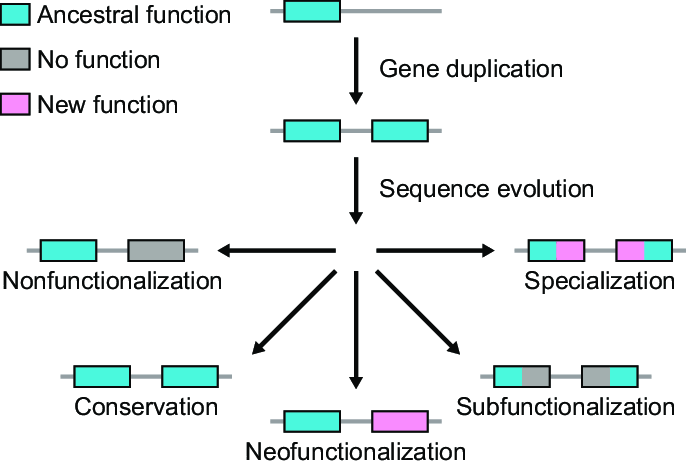 Ancestral function
No function
New function
Gene duplication
Sequence evolution
Nonfunctionalization
Specialization
Conservation
Subfunctionalization
Neofunctionalization